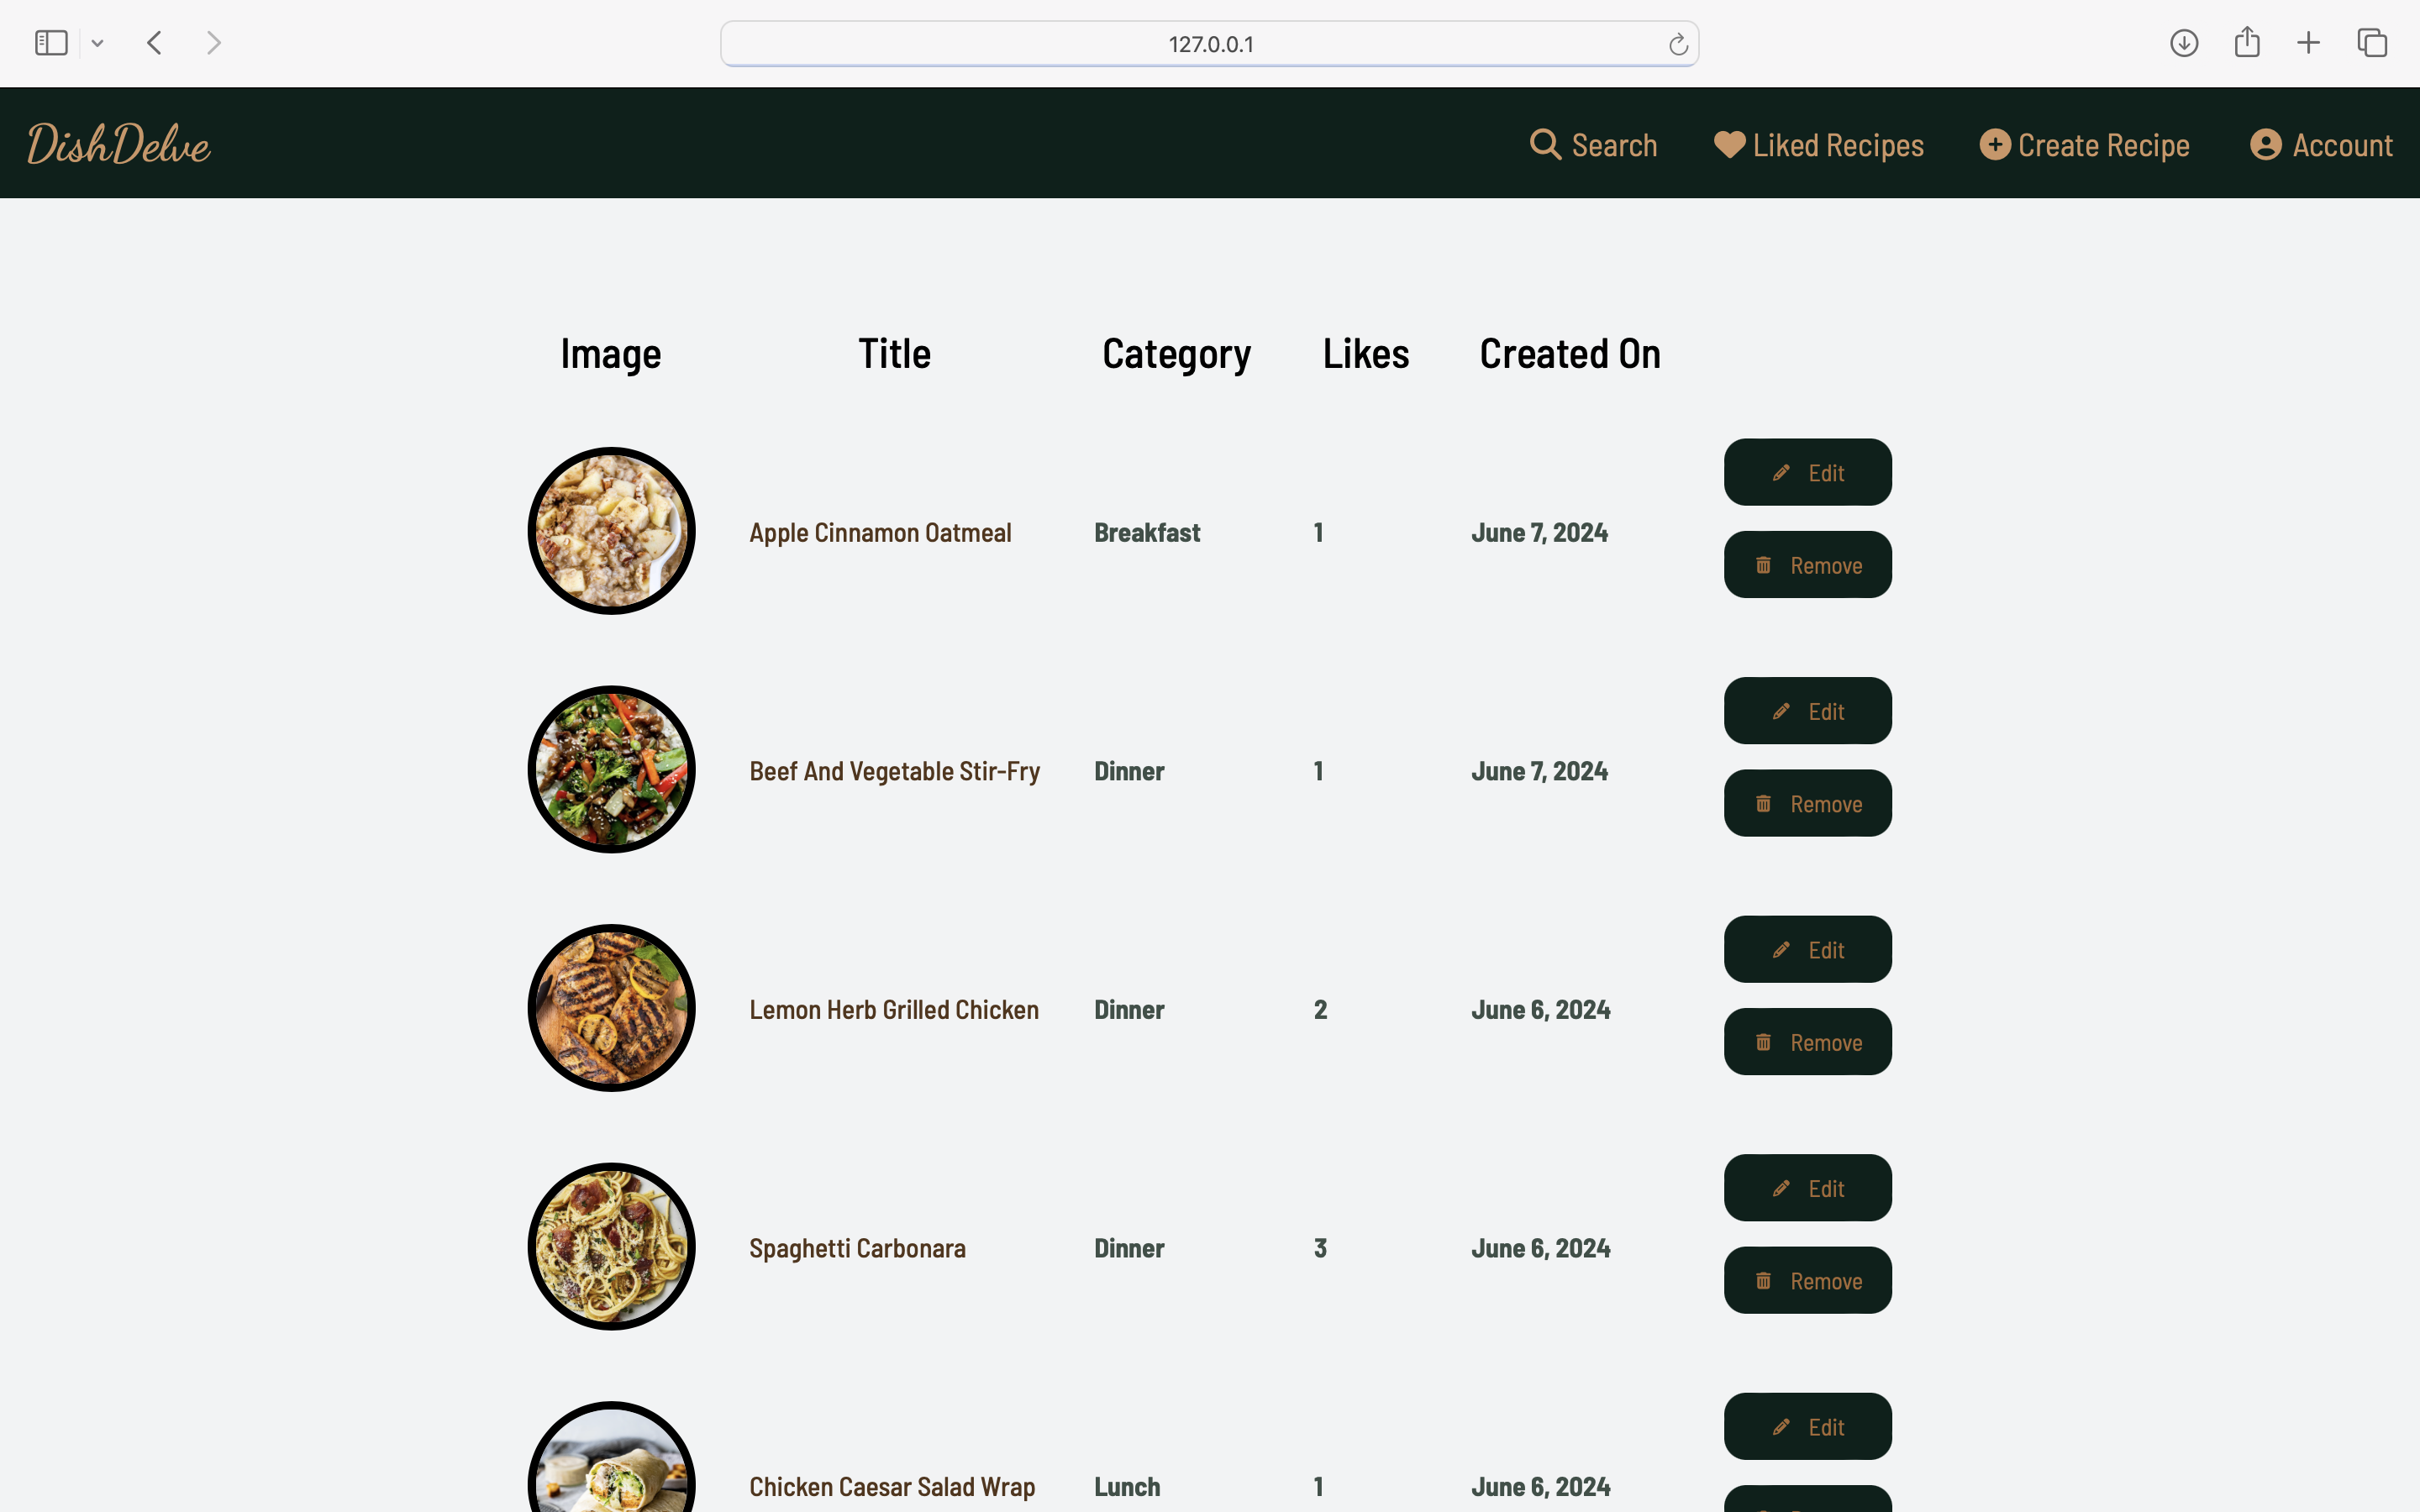 127.0.0.1
DishDelve Search Liked Recipes Create Recipe Account
Image Title Category Likes Created On
Edit
Apple Cinnamon Oatmeal Breakfast 1 June 7, 2024
Remove
Edit
Beef And Vegetable Stir-Fry Dinner 1 June 7, 2024
Remove
Edit
Lemon Herb Grilled Chicken Dinner 2 June 6, 2024
Remove
Edit
Spaghetti Carbonara Dinner 3 June 6, 2024
Remove
Edit
Chicken Caesar Salad Wrap Lunch 1 June 6, 2024